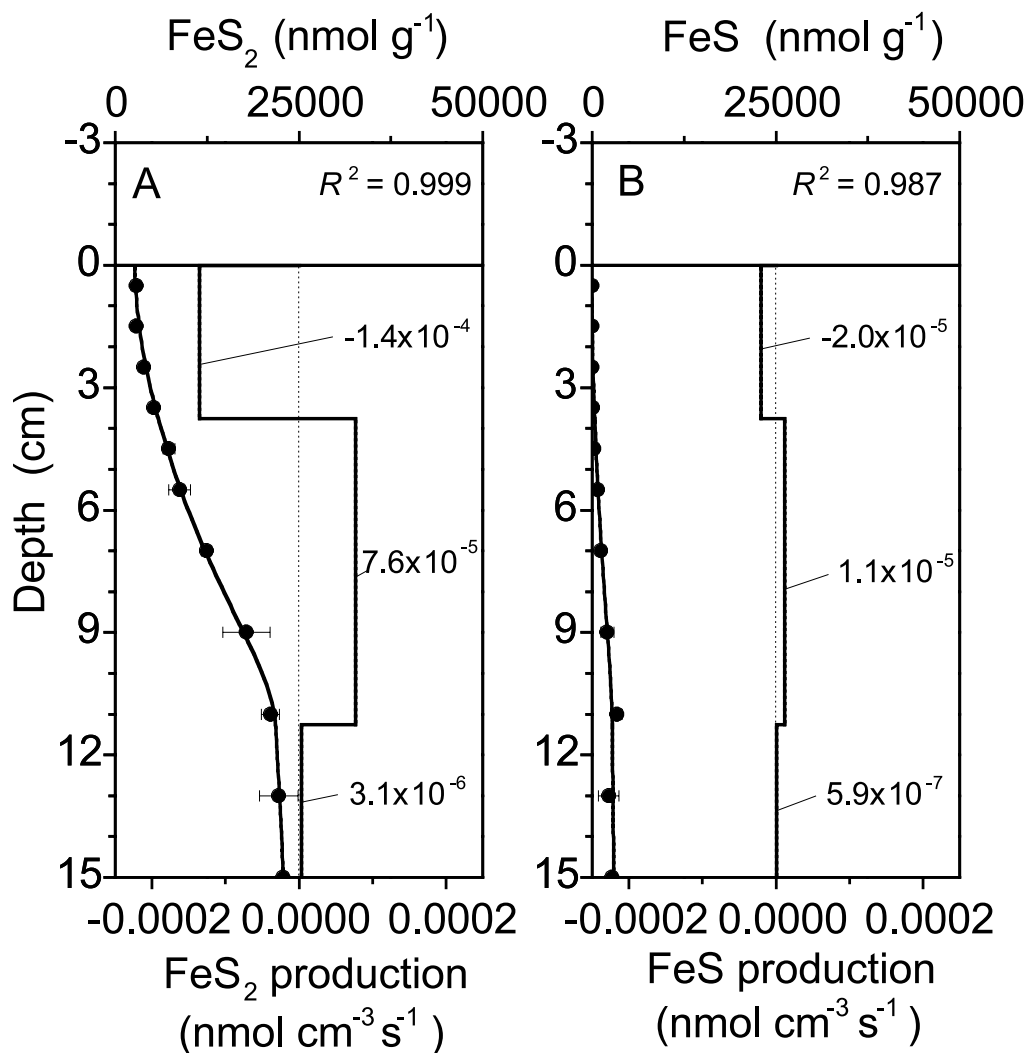 FeS₂ (nmol g⁻¹)
0 25000 50000
-3
0
3
6
9
12
15
Depth (cm)
A
R² = 0.999
-1.4x10⁻⁴
7.6x10⁻⁵
3.1x10⁻⁶
-0.0002 0.0000 0.0002
FeS₂ production
(nmol cm⁻³ s⁻¹ )
FeS (nmol g⁻¹)
0 25000 50000
-3
0
3
6
9
12
15
B
R² = 0.987
-2.0x10⁻⁵
1.1x10⁻⁵
5.9x10⁻⁷
-0.0002 0.0000 0.0002
FeS production
(nmol cm⁻³ s⁻¹ )